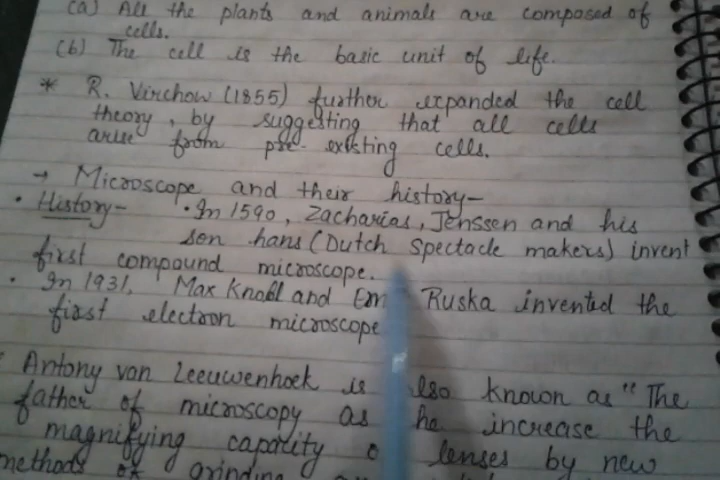 (a) All the plants and animals are composed of
cells.
(b) The cell is the basic unit of life.
* R. Virchow (1855) further expanded the cell
theory, by suggesting that all cells
arise from pre-existing cells.
→ Microscope and their history-
• History- • In 1590, Zacharias, Jenssen and his
son hans (Dutch Spectacle makers) invent
first compound microscope.
• In 1931, Max Knoll and Ruska invented the
first electron microscope
Antony van Leeuwenhoek is also known as "The
father of microscopy as he increase the
magnifying capacity lenses by new
methods of grinding